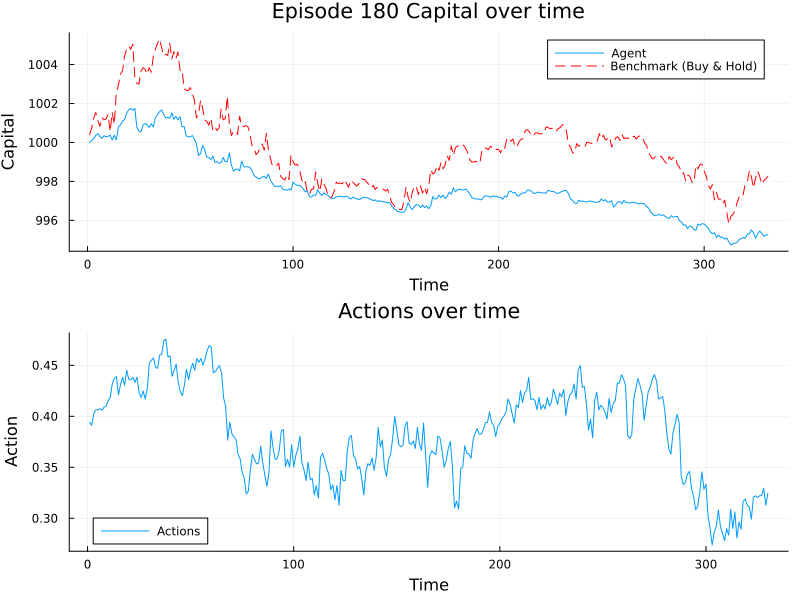 Episode 180 Capital over time
Agent
Benchmark (Buy & Hold)
Capital
1004
1002
1000
998
996
0
100
200
300
Time
Actions over time
Action
0.45
0.40
0.35
0.30
Actions
0
100
200
300
Time